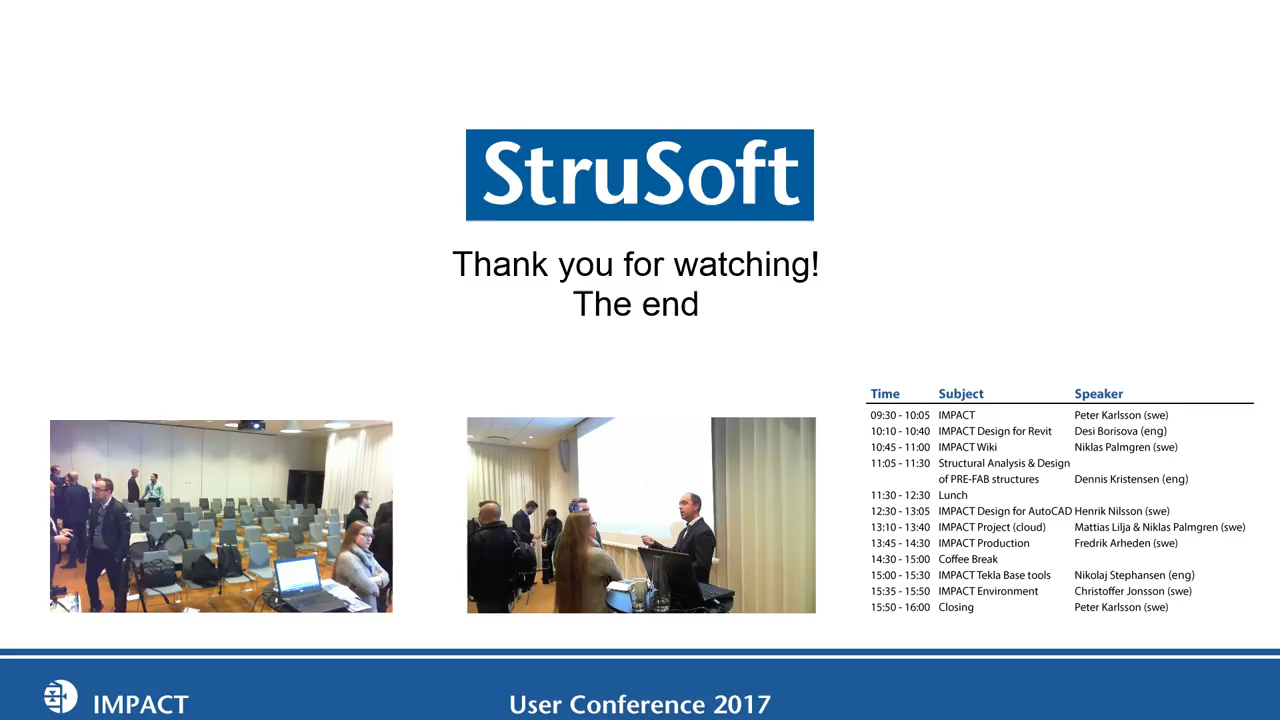 StruSoft
Thank you for watching!
The end
Time Subject Speaker
09:30 - 10:05 IMPACT Peter Karlsson (swe)
10:10 - 10:40 IMPACT Design for Revit Desi Borisova (eng)
10:45 - 11:00 IMPACT Wiki Niklas Palmgren (swe)
11:05 - 11:30 Structural Analysis & Design
of PRE-FAB structures Dennis Kristensen (eng)
11:30 - 12:30 Lunch
12:30 - 13:05 IMPACT Design for AutoCAD Henrik Nilsson (swe)
13:10 - 13:40 IMPACT Project (cloud) Mattias Lilja & Niklas Palmgren (swe)
13:45 - 14:30 IMPACT Production Fredrik Arheden (swe)
14:30 - 15:00 Coffee Break
15:00 - 15:30 IMPACT Tekla Base tools Nikolaj Stephansen (eng)
15:35 - 15:50 IMPACT Environment Christoffer Jonsson (swe)
15:50 - 16:00 Closing Peter Karlsson (swe)
IMPACT
User Conference 2017